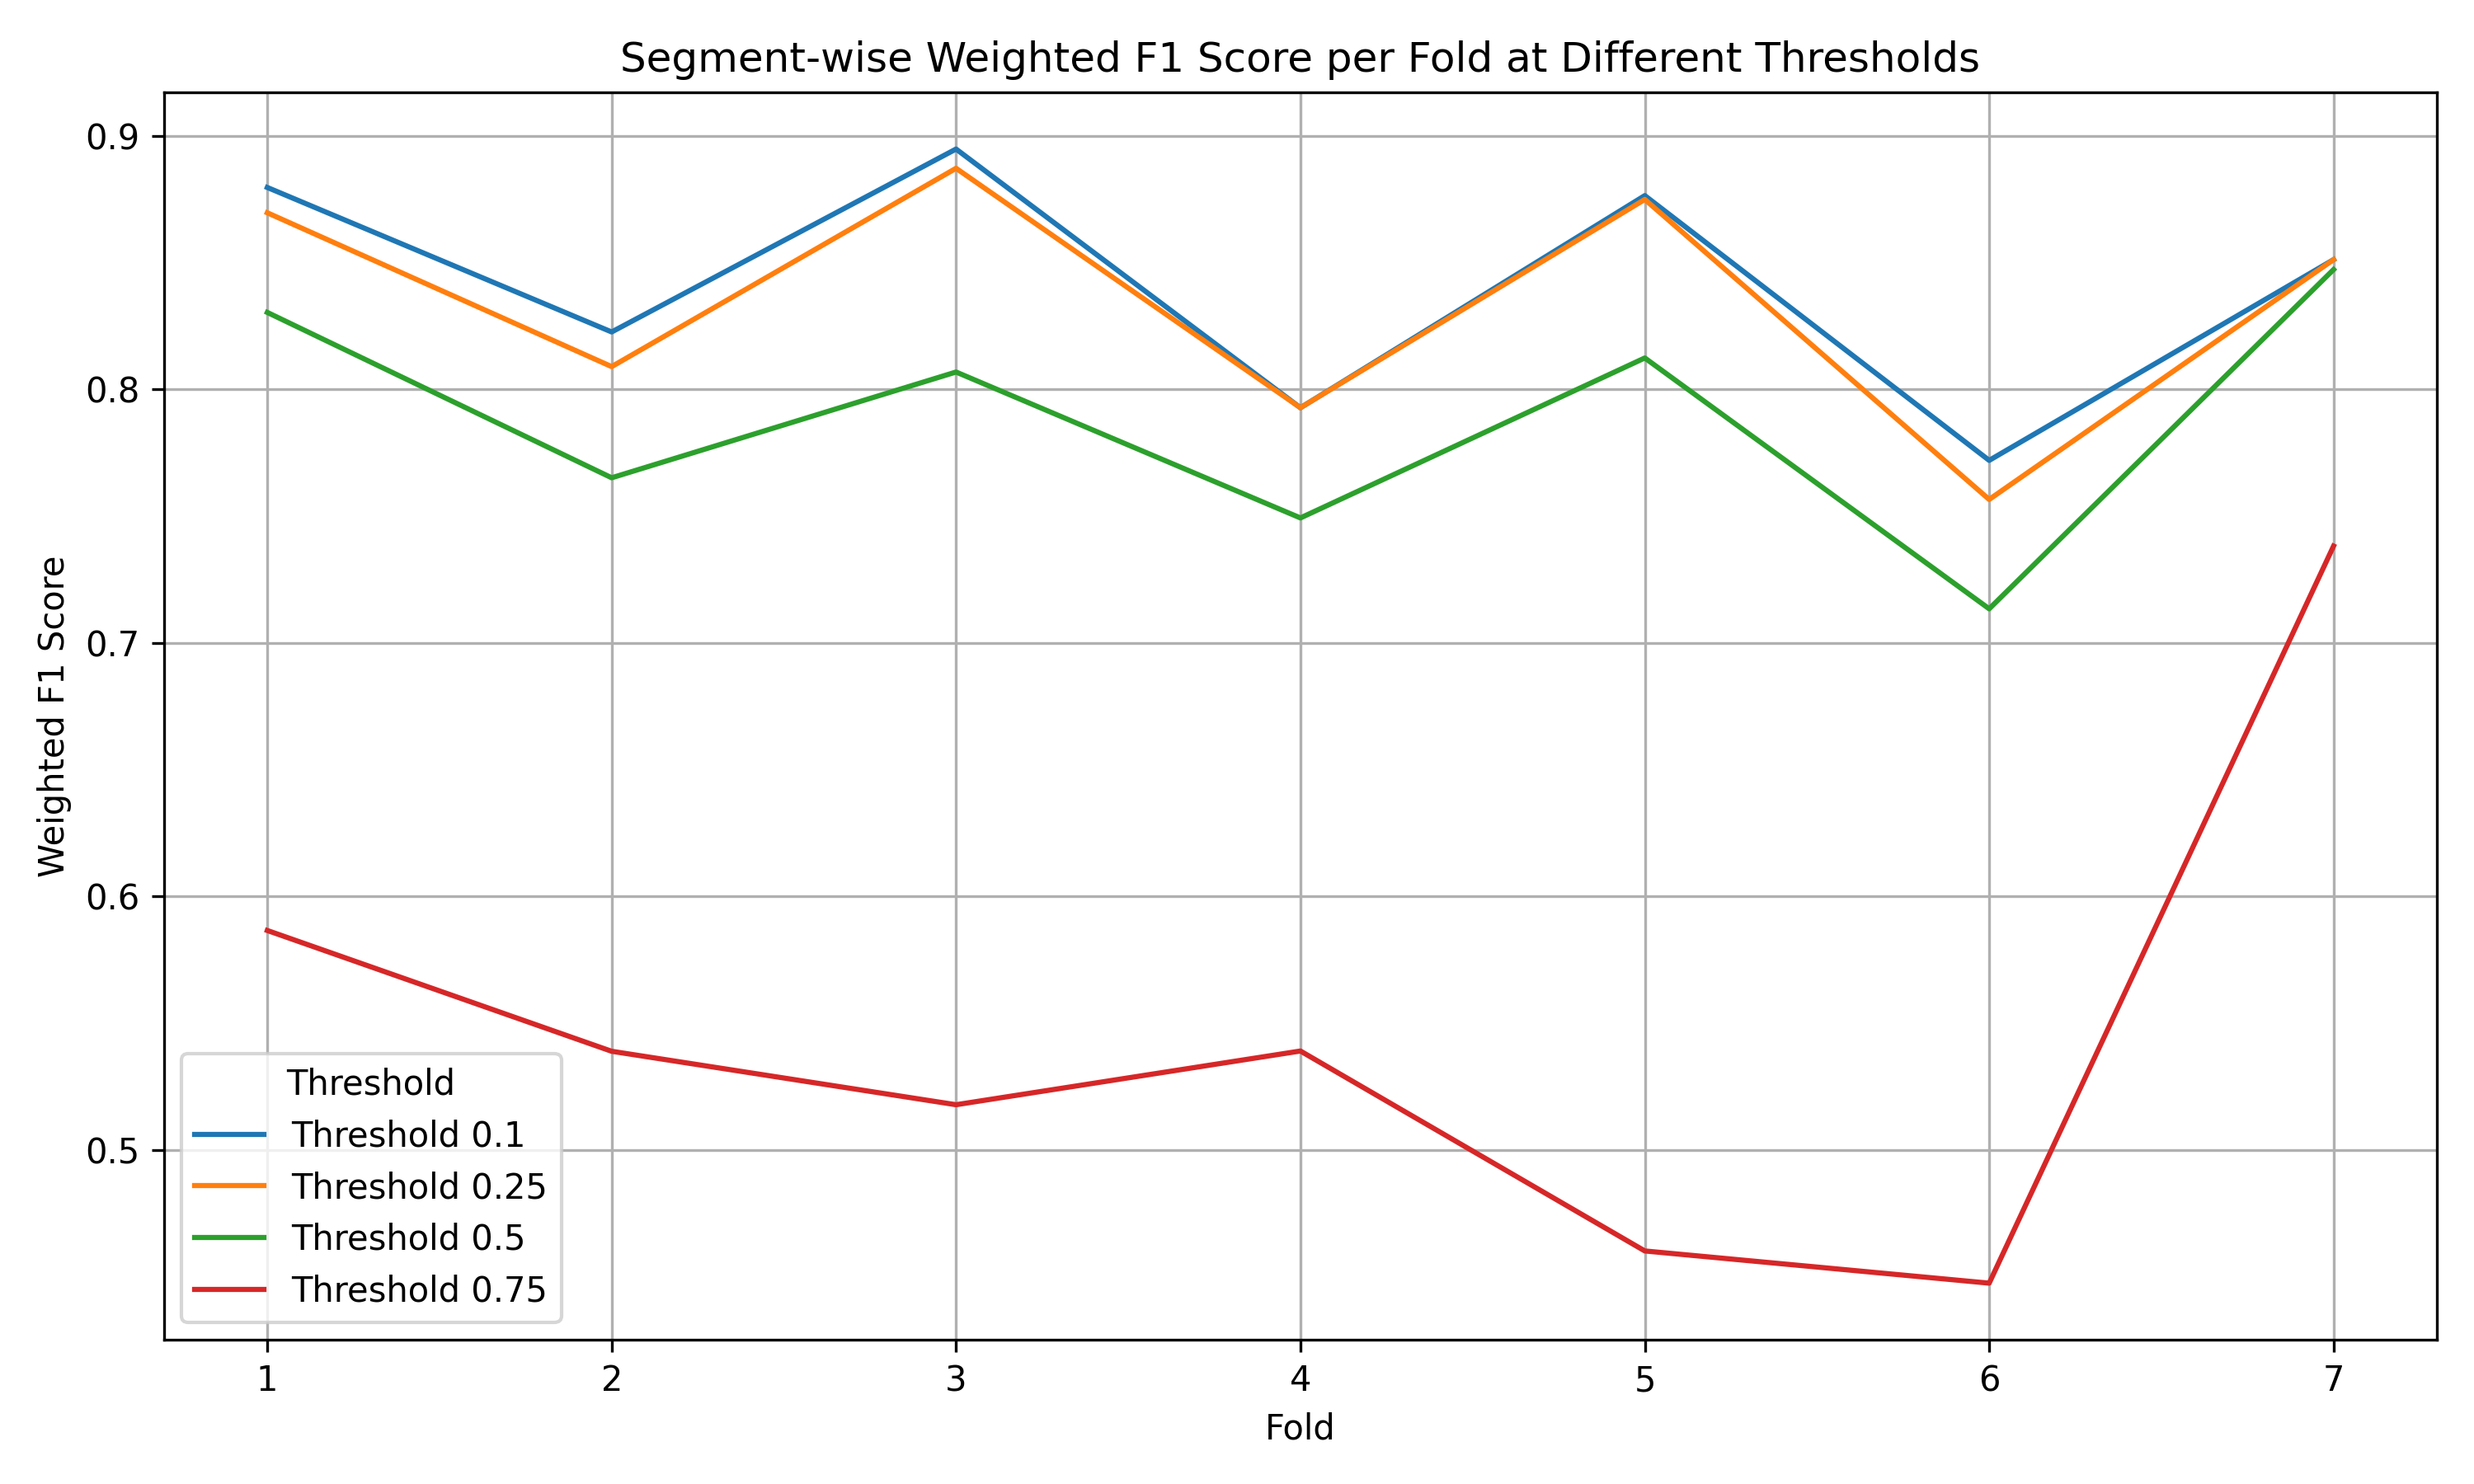 Segment-wise Weighted F1 Score per Fold at Different Thresholds
Weighted F1 Score
0.9
0.8
0.7
0.6
0.5
Threshold
Threshold 0.1
Threshold 0.25
Threshold 0.5
Threshold 0.75
1 2 3 4 5 6 7
Fold